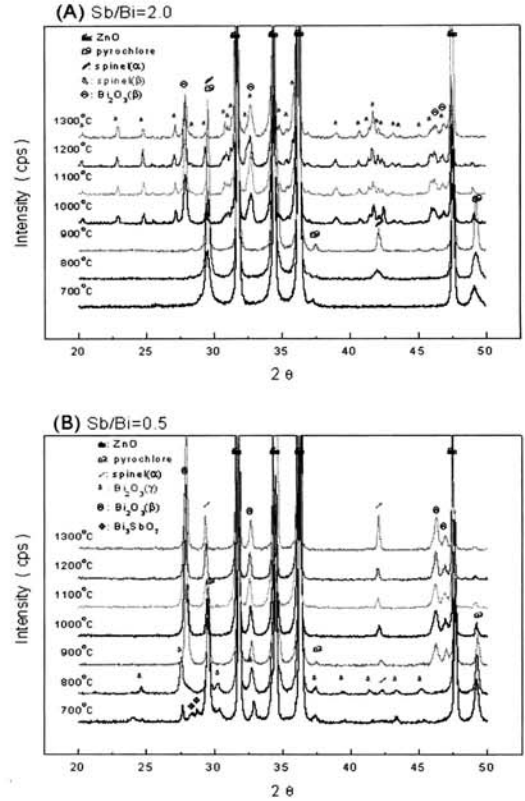 (A) Sb/Bi=2.0
: ZnO
: pyrochlore
: spinel(α)
: spinel(β)
: Bi₂O₃(β)
1300°C
1200°C
1100°C
1000°C
900°C
800°C
700°C
Intensity ( cps)
20 25 30 35 40 45 50
2 θ
(B) Sb/Bi=0.5
: ZnO
: pyrochlore
: spinel(α)
: Bi₂O₃(γ)
: Bi₂O₃(β)
: Bi₃SbO₇
1300°C
1200°C
1100°C
1000°C
900°C
800°C
700°C
Intensity ( cps)
20 25 30 35 40 45 50
2 θ